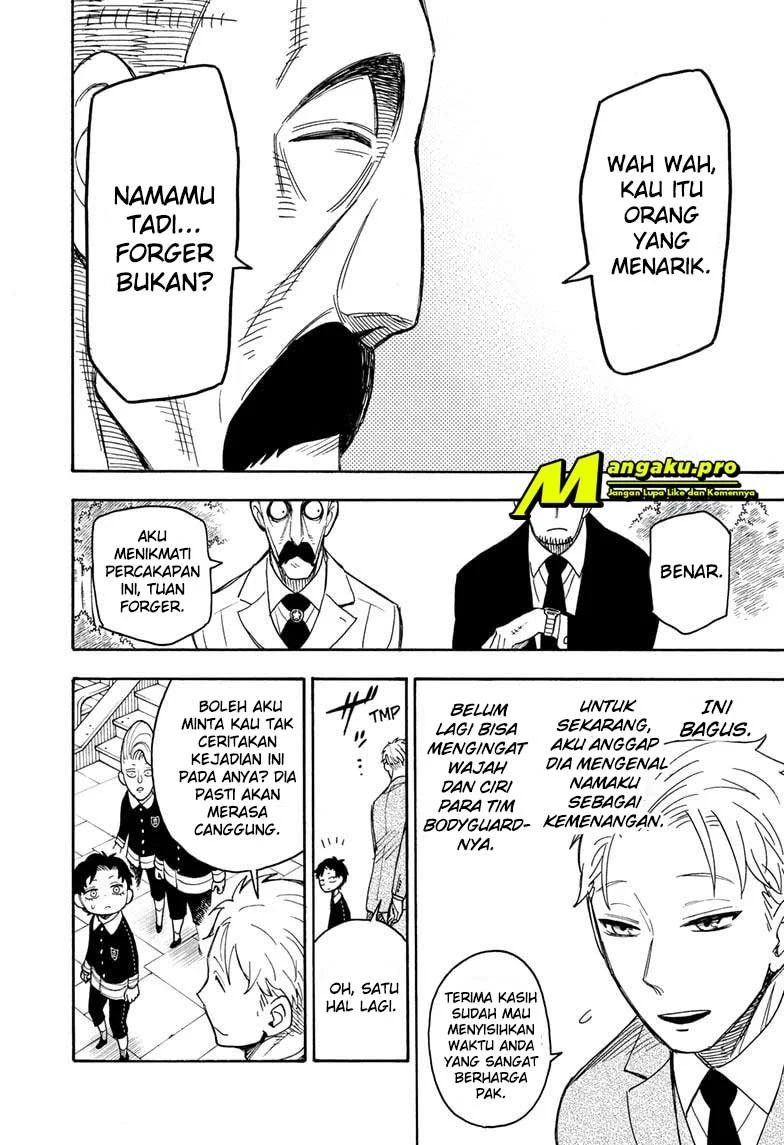 WAH WAH,
KAU ITU
ORANG
YANG
MENARIK.
NAMAMU
TADI...
FORGER
BUKAN?
Mangaku.pro
Jangan Lupa Like dan Komennya
BENAR.
AKU
MENIKMATI
PERCAKAPAN
INI, TUAN
FORGER.
INI
BAGUS.
UNTUK
SEKARANG,
AKU ANGGAP
DIA MENGENAL
NAMAKU
SEBAGAI
KEMENANGAN.
BELUM
LAGI BISA
MENGINGAT
WAJAH
DAN CIRI
PARA TIM
BODYGUARD-
NYA.
TERIMA KASIH
SUDAH MAU
MENYISIHKAN
WAKTU ANDA
YANG SANGAT
BERHARGA
PAK.
TMP
OH, SATU
HAL LAGI.
BOLEH AKU
MINTA KAU TAK
CERITAKAN
KEJADIAN INI
PADA ANYA? DIA
PASTI AKAN
MERASA
CANGGUNG.